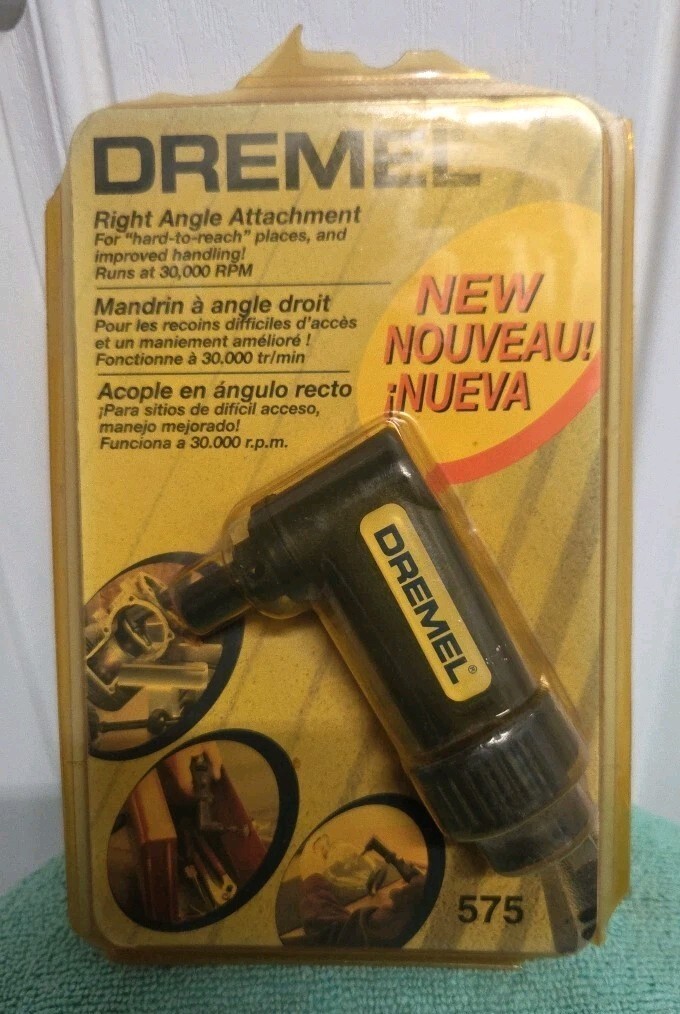 DREMEL
Right Angle Attachment
For "hard-to-reach" places, and
improved handling!
Runs at 30,000 RPM
Mandrin à angle droit
Pour les recoins difficiles d'accès
et un maniement amélioré !
Fonctionne à 30.000 tr/min
Acople en ángulo recto
¡Para sitios de difícil acceso,
manejo mejorado!
Funciona a 30.000 r.p.m.
NEW
NOUVEAU!
¡NUEVA
DREMEL®
575